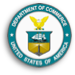 DEPARTMENT OF COMMERCE
UNITED STATES OF AMERICA